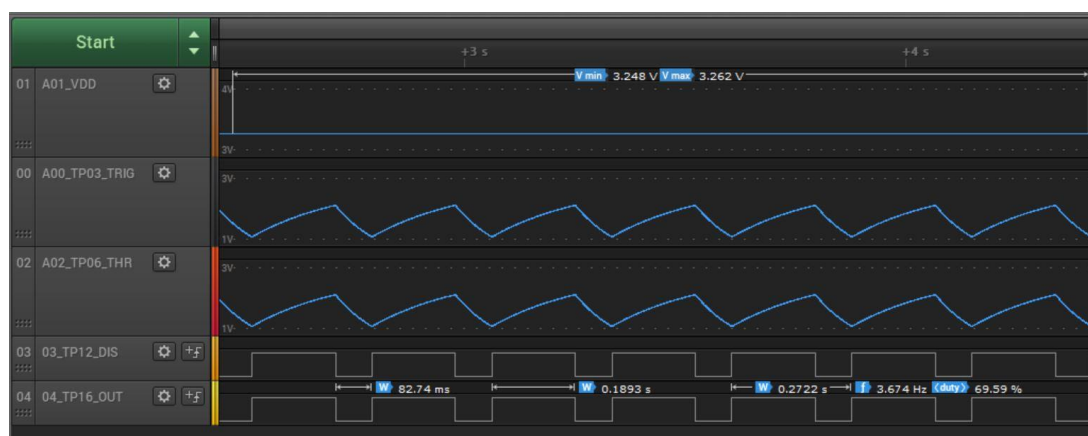 Start
+3 s
+4 s
01 A01_VDD
4V
V min 3.248 V V max 3.262 V
3V
00 A00_TP03_TRIG
3V
1V
02 A02_TP06_THR
3V
1V
03 03_TP12_DIS
04 04_TP16_OUT
W 82.74 ms
W 0.1893 s
W 0.2722 s
f 3.674 Hz
duty 69.59 %